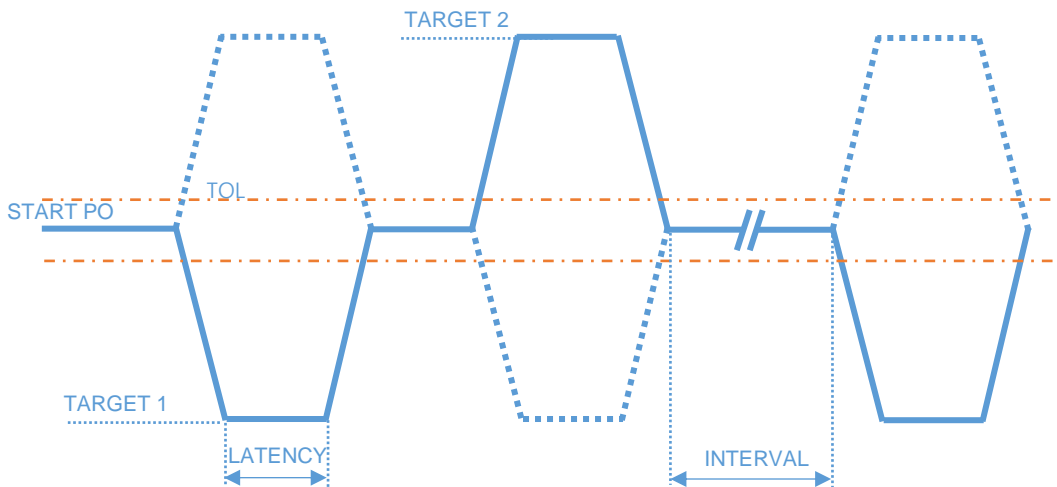 TARGET 2
TOL
START PO
TARGET 1
LATENCY
INTERVAL